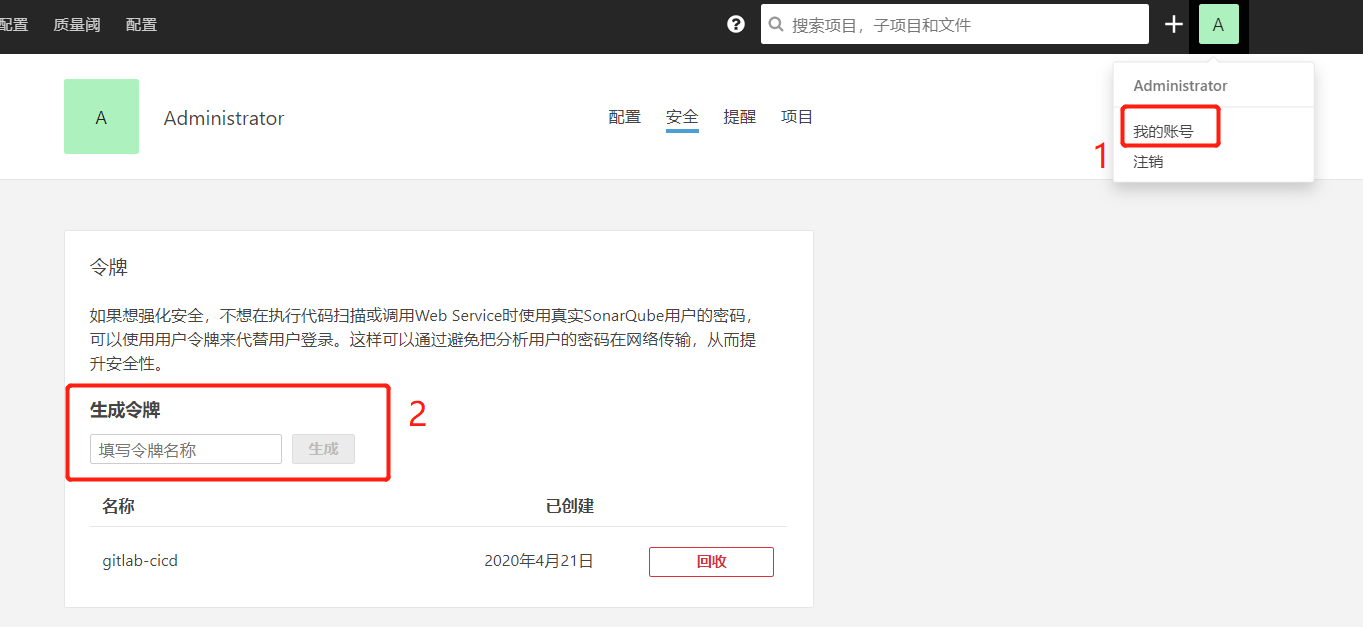 配置 质量阈 配置
搜索项目，子项目和文件
A
A
Administrator
配置 安全 提醒 项目
Administrator
我的账号
注销
1
令牌
如果想强化安全，不想在执行代码扫描或调用Web Service时使用真实SonarQube用户的密码，
可以使用用户令牌来代替用户登录。这样可以通过避免把分析用户的密码在网络传输，从而提
升安全性。
生成令牌
2
填写令牌名称 生成
名称 已创建
gitlab-cicd 2020年4月21日 回收